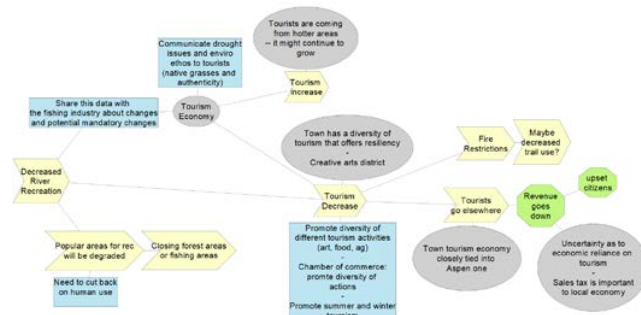 Tourists are coming
from hotter areas
-- it might continue to
grow
Communicate drought
issues and enviro
ethos to tourists
(native grasses and
authenticity)
Tourism
increase
Share this data with
the fishing industry about changes
and potential mandatory changes
Tourism
Economy
Town has a diversity of
tourism that offers resiliency
-
Creative arts district
Fire
Restrictions
Maybe
decreased
trail use?
Decreased
River
Recreation
Tourism
Decrease
Tourists
go elsewhere
Revenue
goes
down
upset
citizens
Popular areas for rec
will be degraded
Closing forest areas
or fishing areas
Need to cut back
on human use
Promote diversity of
different tourism activities
(art, food, ag)
-
Chamber of commerce:
promte diversity of
actions
-
Promote summer and winter
tourism
Town tourism economy
closely tied into
Aspen one
Uncertainty as to
economic reliance on
tourism
-
Sales tax is important
to local economy